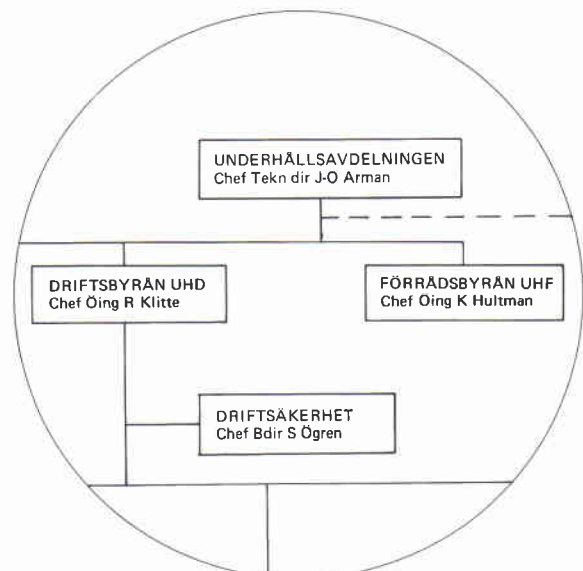 UNDERHÅLLSAVDELNINGEN
Chef Tekn dir J-O Arman
DRIFTSBYRÅN UHD
Chef Öing R Klitte
FÖRRÅDSBYRÅN UHF
Chef Öing K Hultman
DRIFTSÄKERHET
Chef Bdir S Ögren